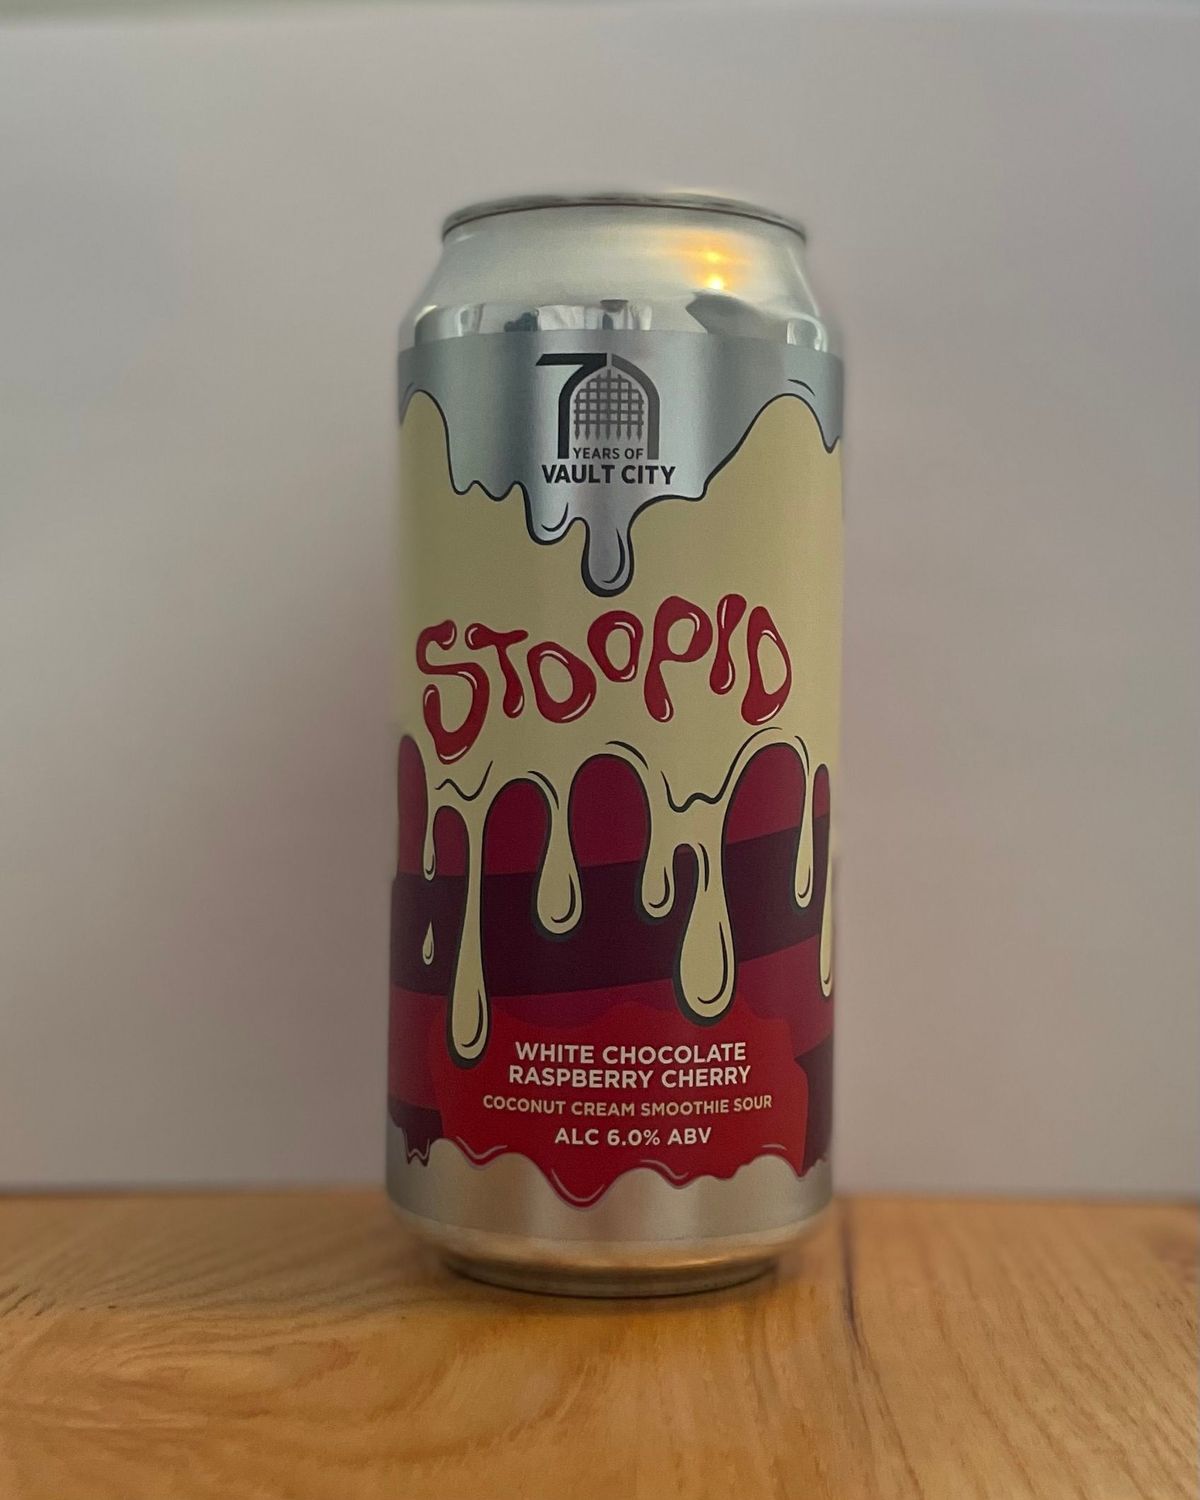 7
YEARS OF
VAULT CITY
STOOPID
WHITE CHOCOLATE
RASPBERRY CHERRY
COCONUT CREAM SMOOTHIE SOUR
ALC 6.0% ABV